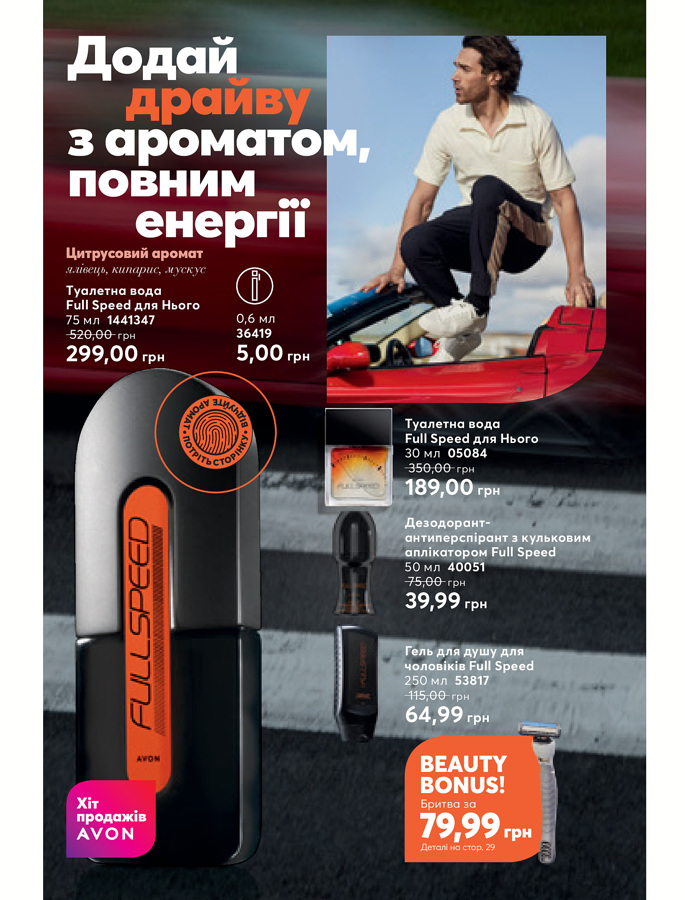 Додай
драйву
з ароматом,
повним
енергії
Цитрусовий аромат
ялівець, кипарис, мускус
Туалетна вода
Full Speed для Нього
75 мл 1441347
520,00 грн
299,00 грн
0,6 мл
36419
5,00 грн
ВІДЧУЙТЕ АРОМАТ • ПОТРІТЬ СТОРІНКУ •
FULLSPEED
AVON
Туалетна вода
Full Speed для Нього
30 мл 05084
350,00 грн
189,00 грн
Дезодорант-
антиперспірант з кульковим
аплікатором Full Speed
50 мл 40051
75,00 грн
39,99 грн
FULLSPEED
Гель для душу для
чоловіків Full Speed
250 мл 53817
115,00 грн
64,99 грн
Хіт
продажів
AVON
BEAUTY
BONUS!
Бритва за
79,99 грн
Деталі на стор. 29